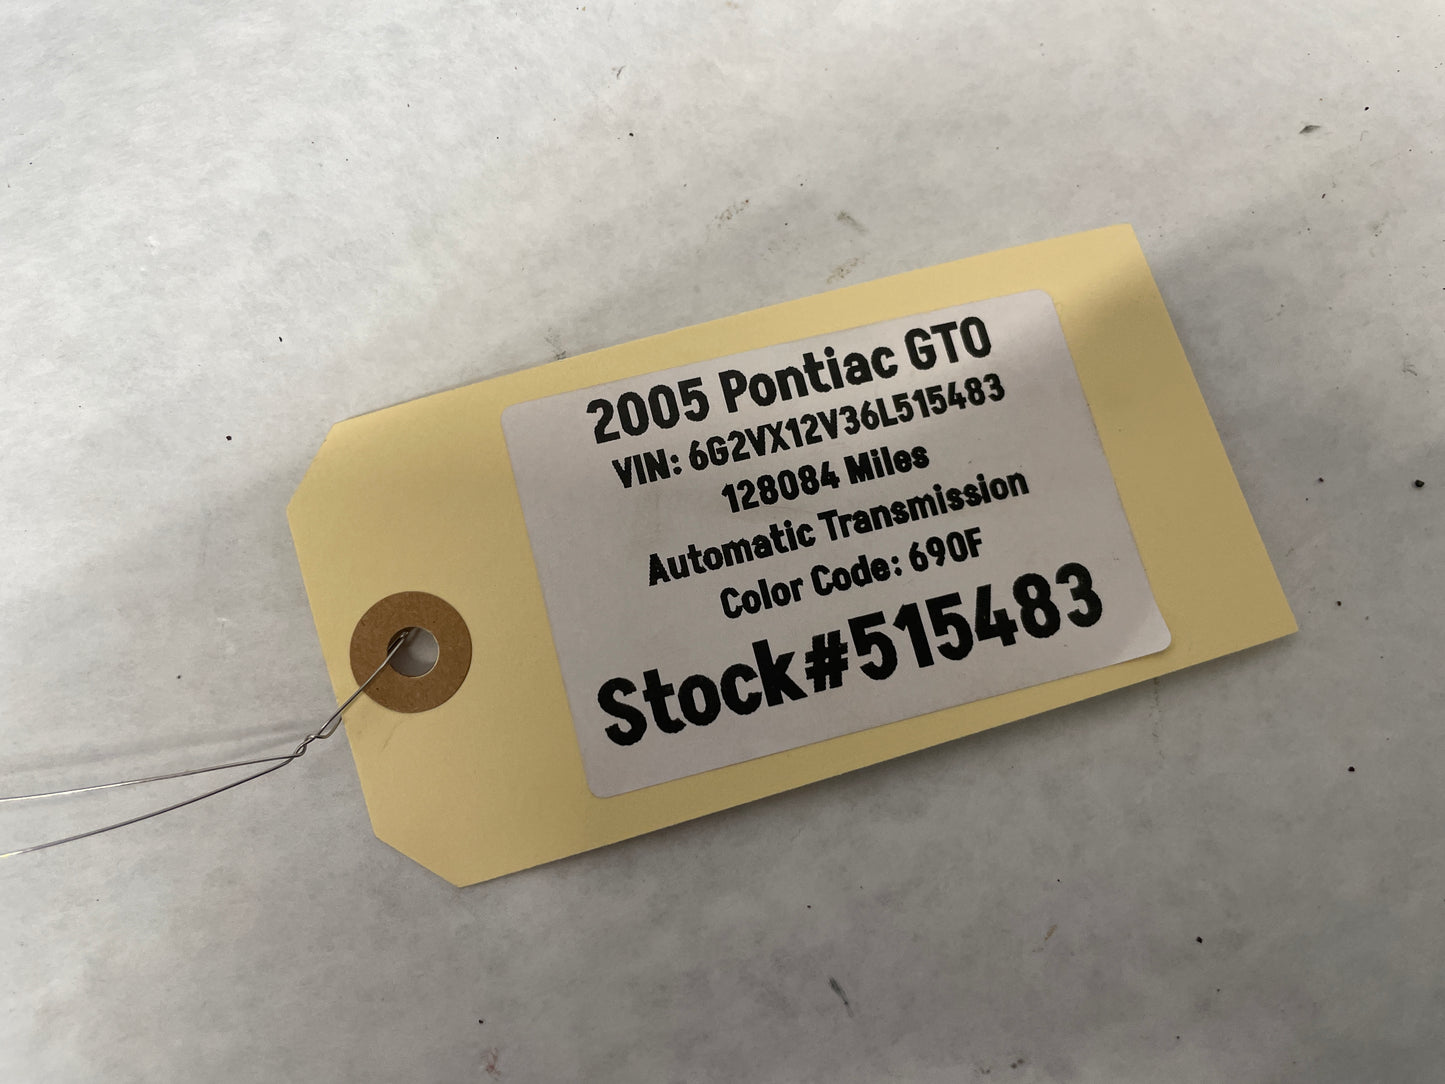 2005 Pontiac GTO
VIN: 6G2VX12V36L515483
128084 Miles
Automatic Transmission
Color Code: 690F
Stock#515483